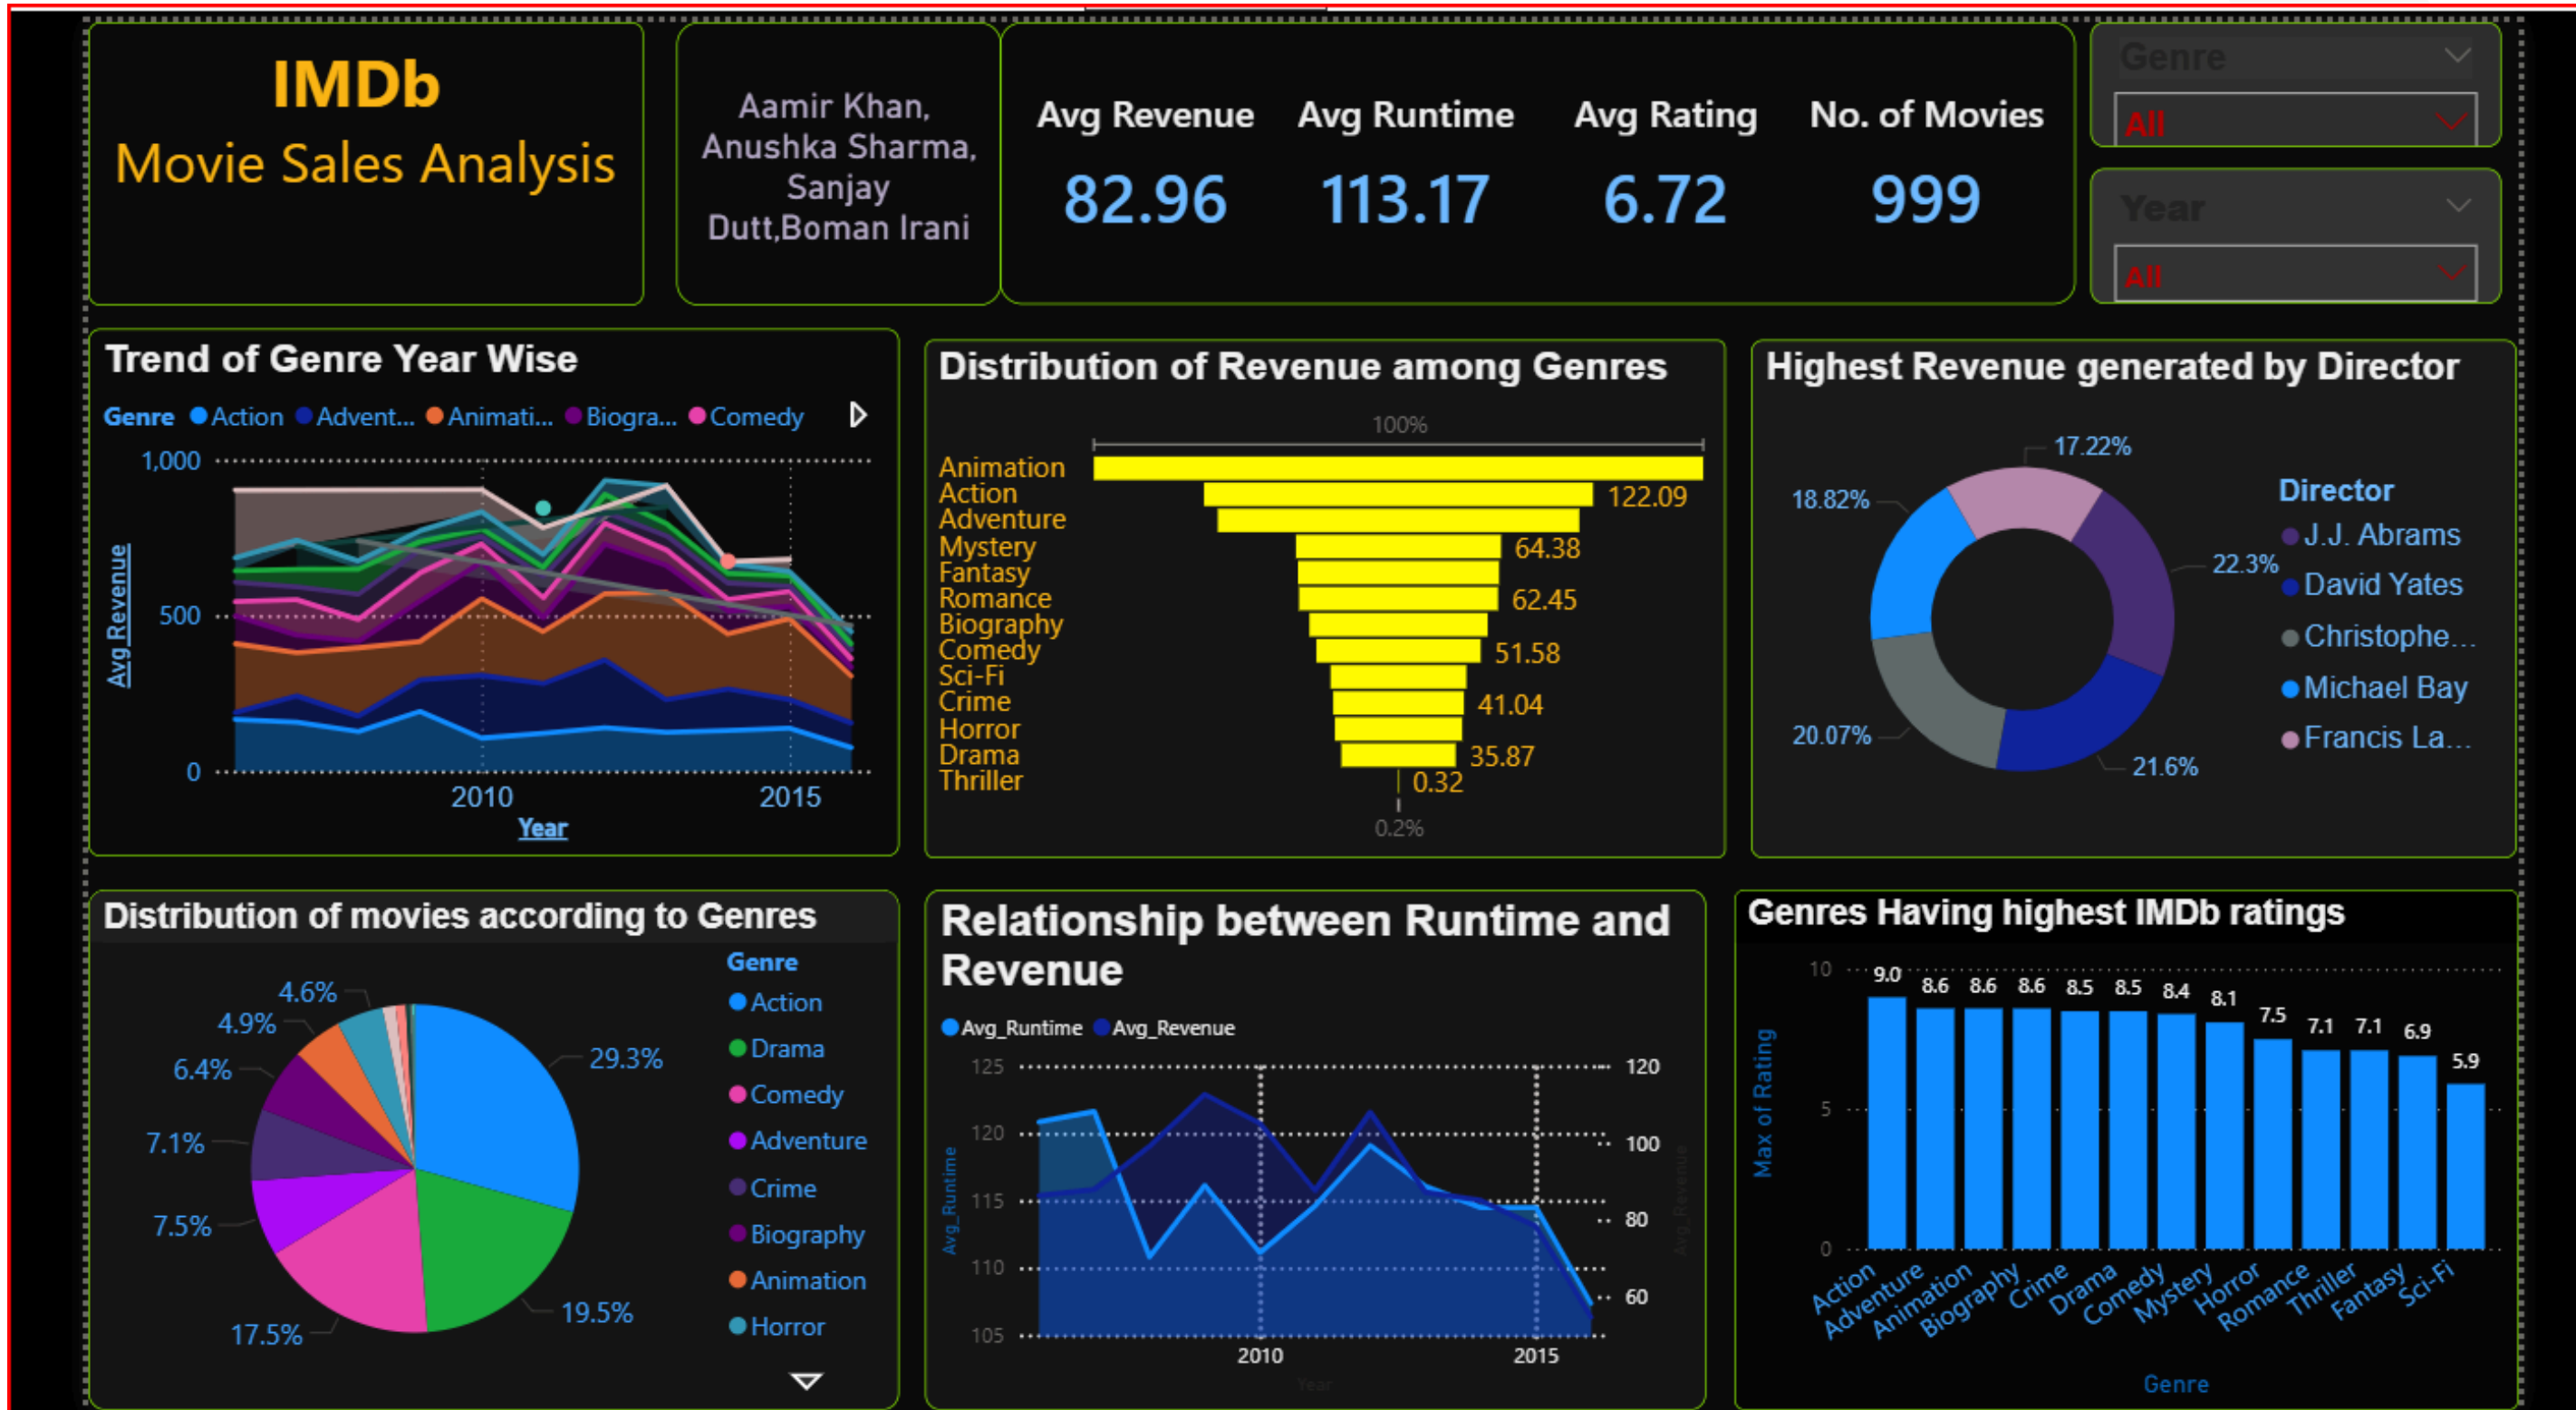 IMDb
Movie Sales Analysis
Aamir Khan,
Anushka Sharma,
Sanjay
Dutt,Boman Irani
Avg Revenue Avg Runtime Avg Rating No. of Movies
82.96 113.17 6.72 999
Genre
All
Year
All
Trend of Genre Year Wise
Genre Action Advent... Animati... Biogra... Comedy
1,000
500
0
2010 2015
Avg Revenue
Year
Distribution of Revenue among Genres
100%
Animation
Action 122.09
Adventure
Mystery 64.38
Fantasy
Romance 62.45
Biography
Comedy 51.58
Sci-Fi
Crime 41.04
Horror
Drama 35.87
Thriller 0.32
0.2%
Highest Revenue generated by Director
17.22%
18.82%
22.3%
20.07%
21.6%
Director
J.J. Abrams
David Yates
Christophe...
Michael Bay
Francis La...
Distribution of movies according to Genres
4.6%
4.9%
6.4%
7.1%
7.5%
17.5%
29.3%
19.5%
Genre
Action
Drama
Comedy
Adventure
Crime
Biography
Animation
Horror
Relationship between Runtime and
Revenue
Avg_Runtime Avg_Revenue
125 120
120 100
115 80
110 60
105
2010 2015
Avg_Runtime
Avg_Revenue
Year
Genres Having highest IMDb ratings
10
5
0
9.0 8.6 8.6 8.6 8.5 8.5 8.4 8.1 7.5 7.1 7.1 6.9 5.9
Max of Rating
Action Adventure Animation Biography Crime Drama Comedy Mystery Horror Romance Thriller Fantasy Sci-Fi
Genre